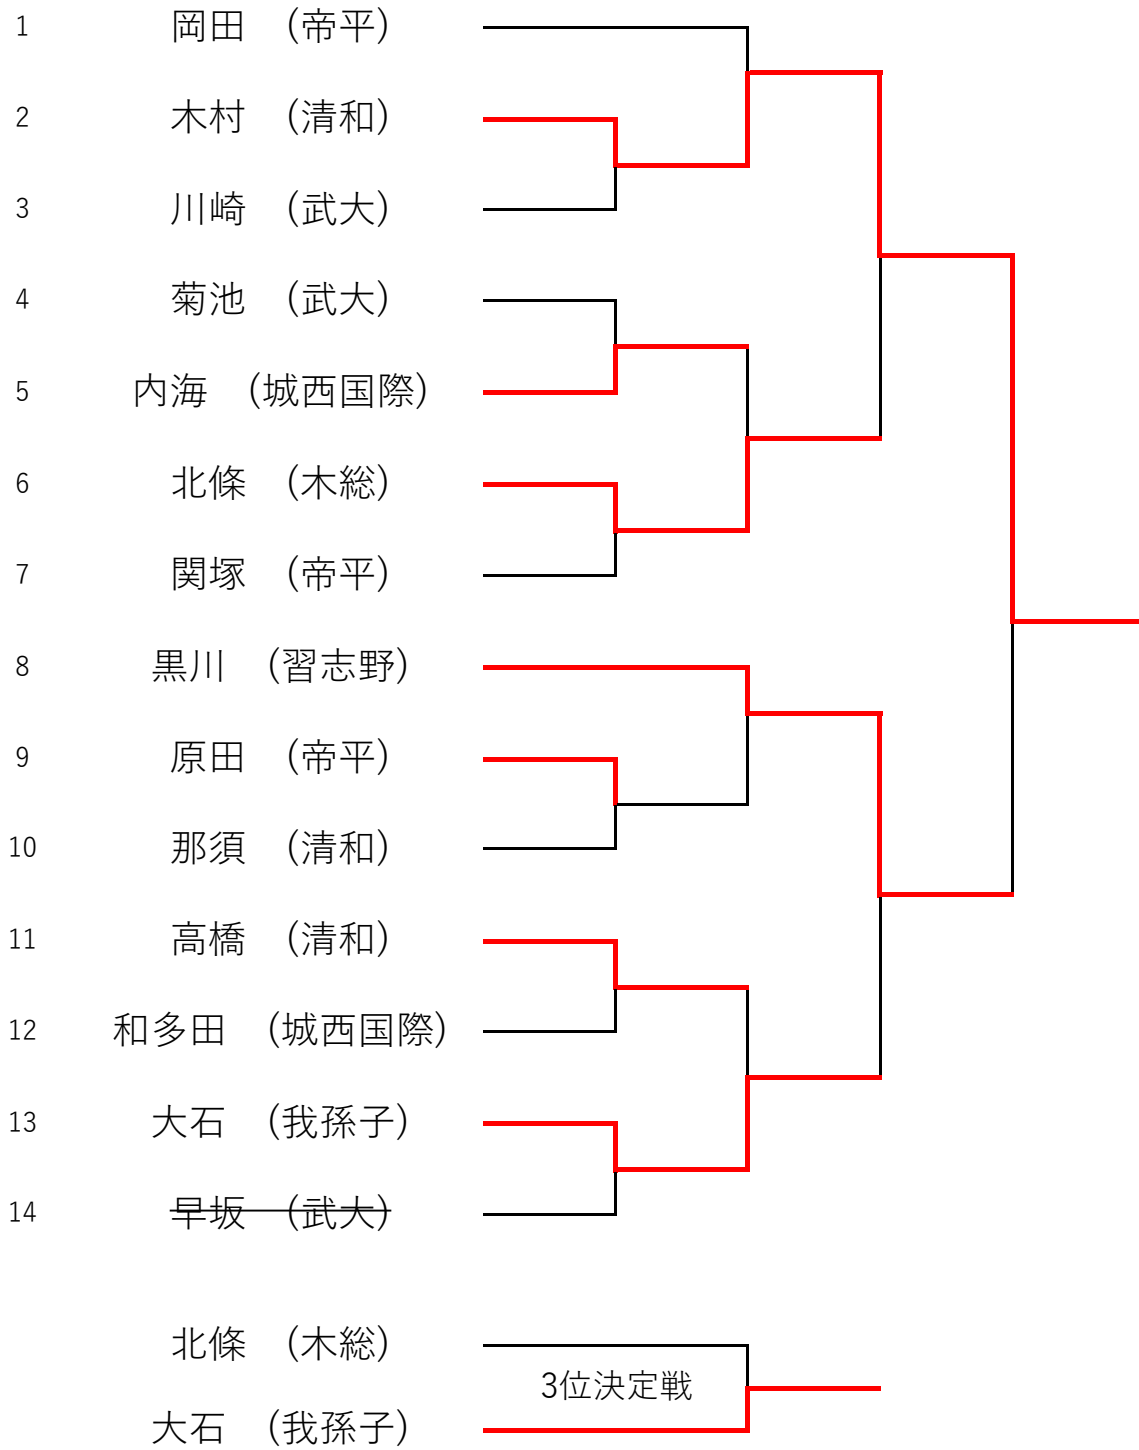 1 岡田 (帝平)
2 木村 (清和)
3 川崎 (武大)
4 菊池 (武大)
5 内海 (城西国際)
6 北條 (木総)
7 関塚 (帝平)
8 黒川 (習志野)
9 原田 (帝平)
10 那須 (清和)
11 高橋 (清和)
12 和多田 (城西国際)
13 大石 (我孫子)
14 早坂 (武大)
北條 (木総)
3位決定戦
大石 (我孫子)